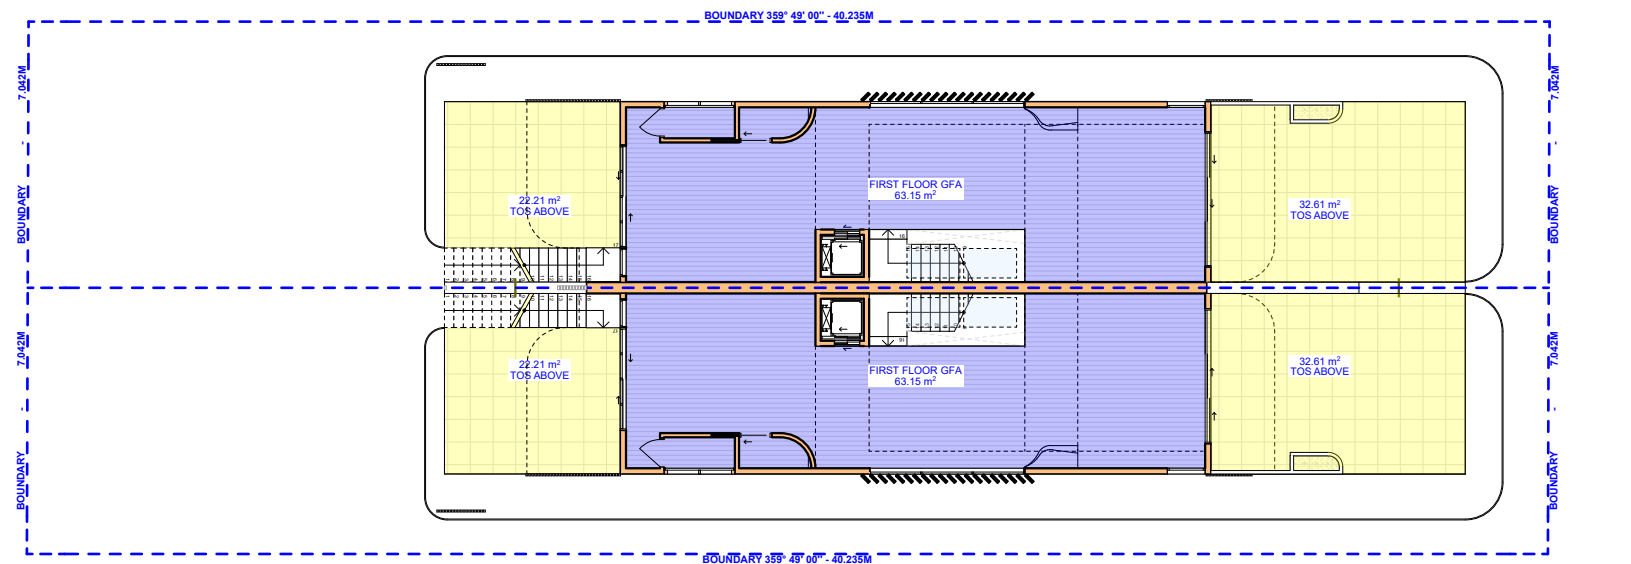 BOUNDARY 359° 49' 00" - 40.235M
BOUNDARY - 7.042M
BOUNDARY - 7.042M
22.21 m²
TOS ABOVE
FIRST FLOOR GFA
63.15 m²
32.61 m²
TOS ABOVE
17
16
BOUNDARY - 7.042M
BOUNDARY - 7.042M
22.21 m²
TOS ABOVE
FIRST FLOOR GFA
63.15 m²
32.61 m²
TOS ABOVE
BOUNDARY 359° 49' 00" - 40.235M